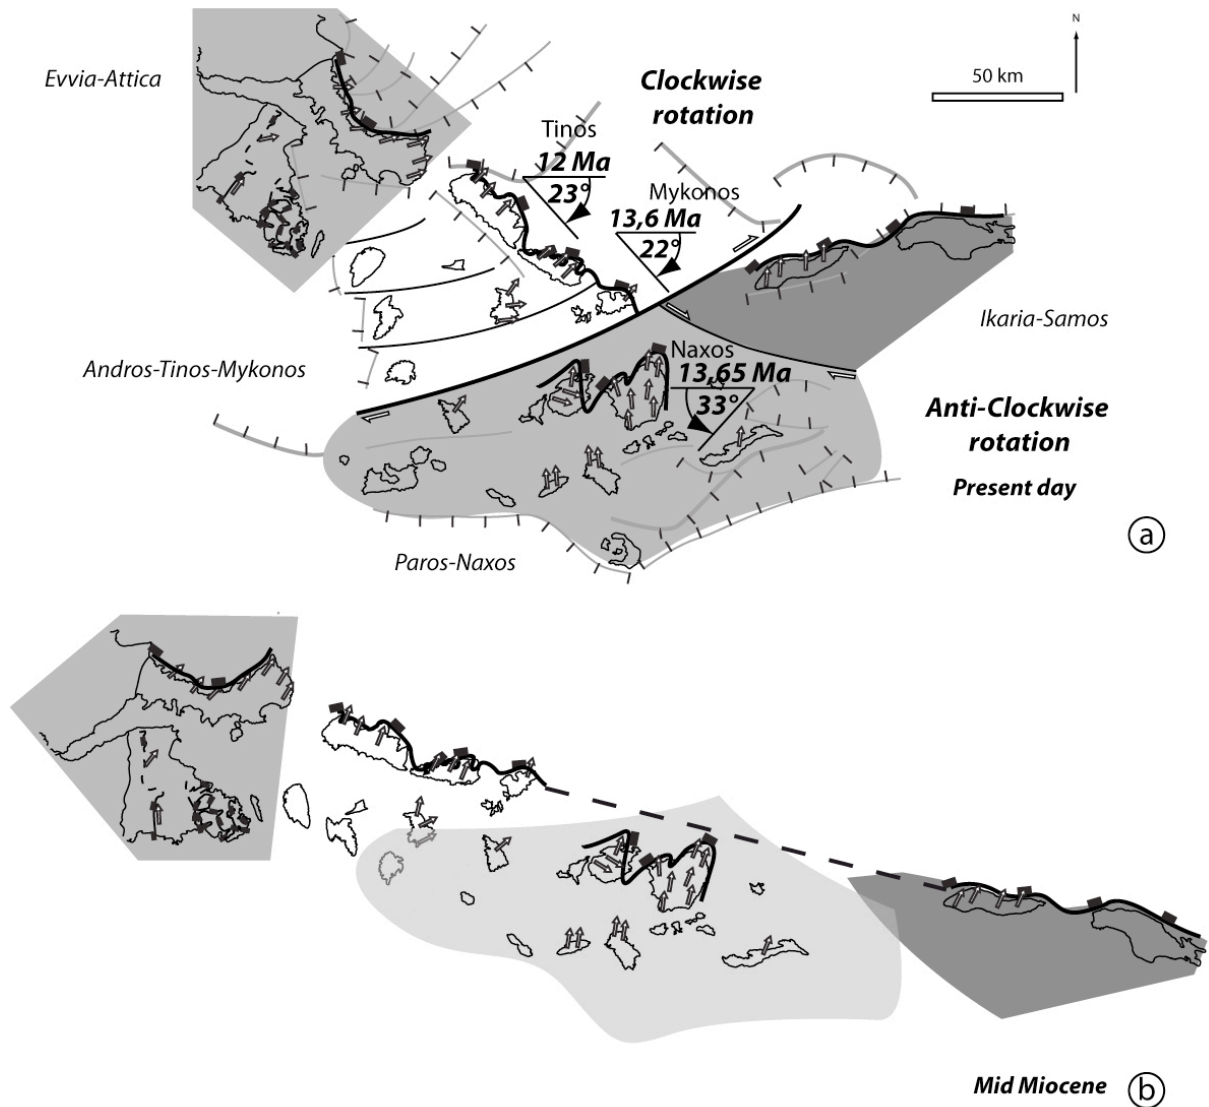 N
Evvia-Attica
50 km
Clockwise
rotation
Tinos
12 Ma
23°
Mykonos
13,6 Ma
22°
Ikaria-Samos
Andros-Tinos-Mykonos
Naxos
13,65 Ma
33°
Anti-Clockwise
rotation
Present day
a
Paros-Naxos
Mid Miocene
b